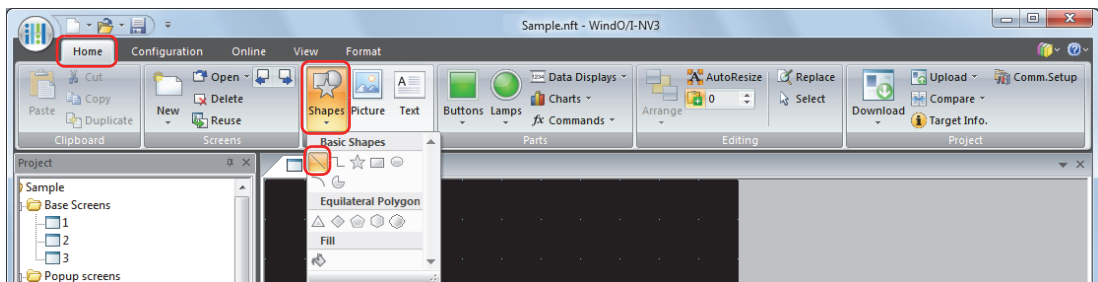 Sample.nft - WindO/I-NV3
Home Configuration Online View Format
Cut Open AutoResize Replace Upload Comm.Setup
Copy Delete Data Displays 0 Select Compare
Paste Duplicate New Reuse Shapes Picture Text Buttons Lamps Charts Arrange Download Target Info.
fx Commands
Clipboard Screens Basic Shapes Parts Editing Project
Project
Sample
Base Screens
1
2
3
Popup screens
Equilateral Polygon
Fill